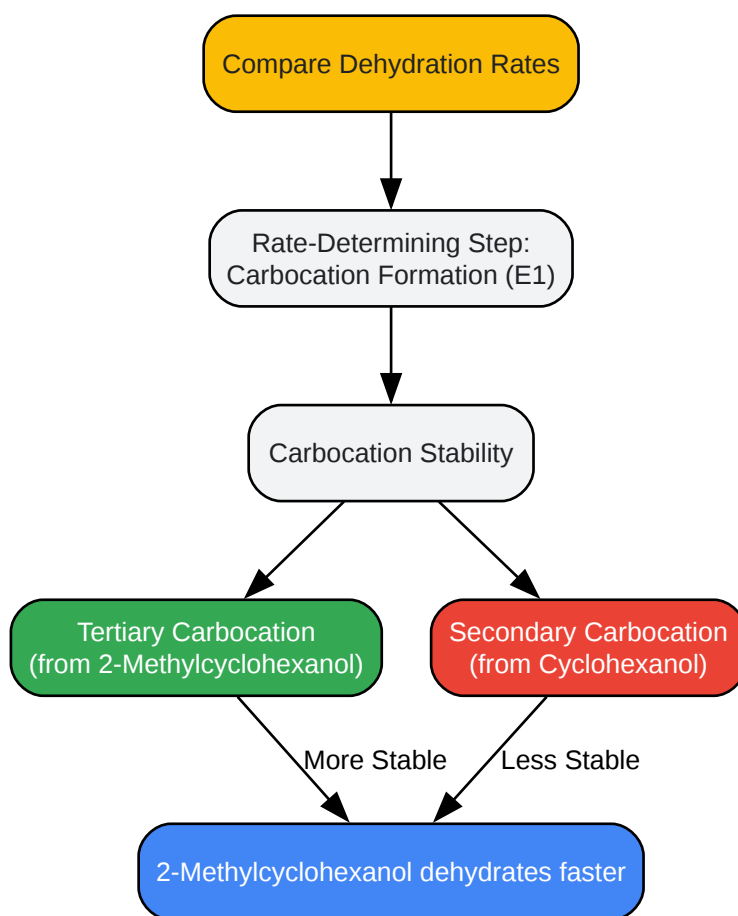 Compare Dehydration Rates
Rate-Determining Step:
Carbocation Formation (E1)
Carbocation Stability
Tertiary Carbocation
(from 2-Methylcyclohexanol)
Secondary Carbocation
(from Cyclohexanol)
More Stable
Less Stable
2-Methylcyclohexanol dehydrates faster